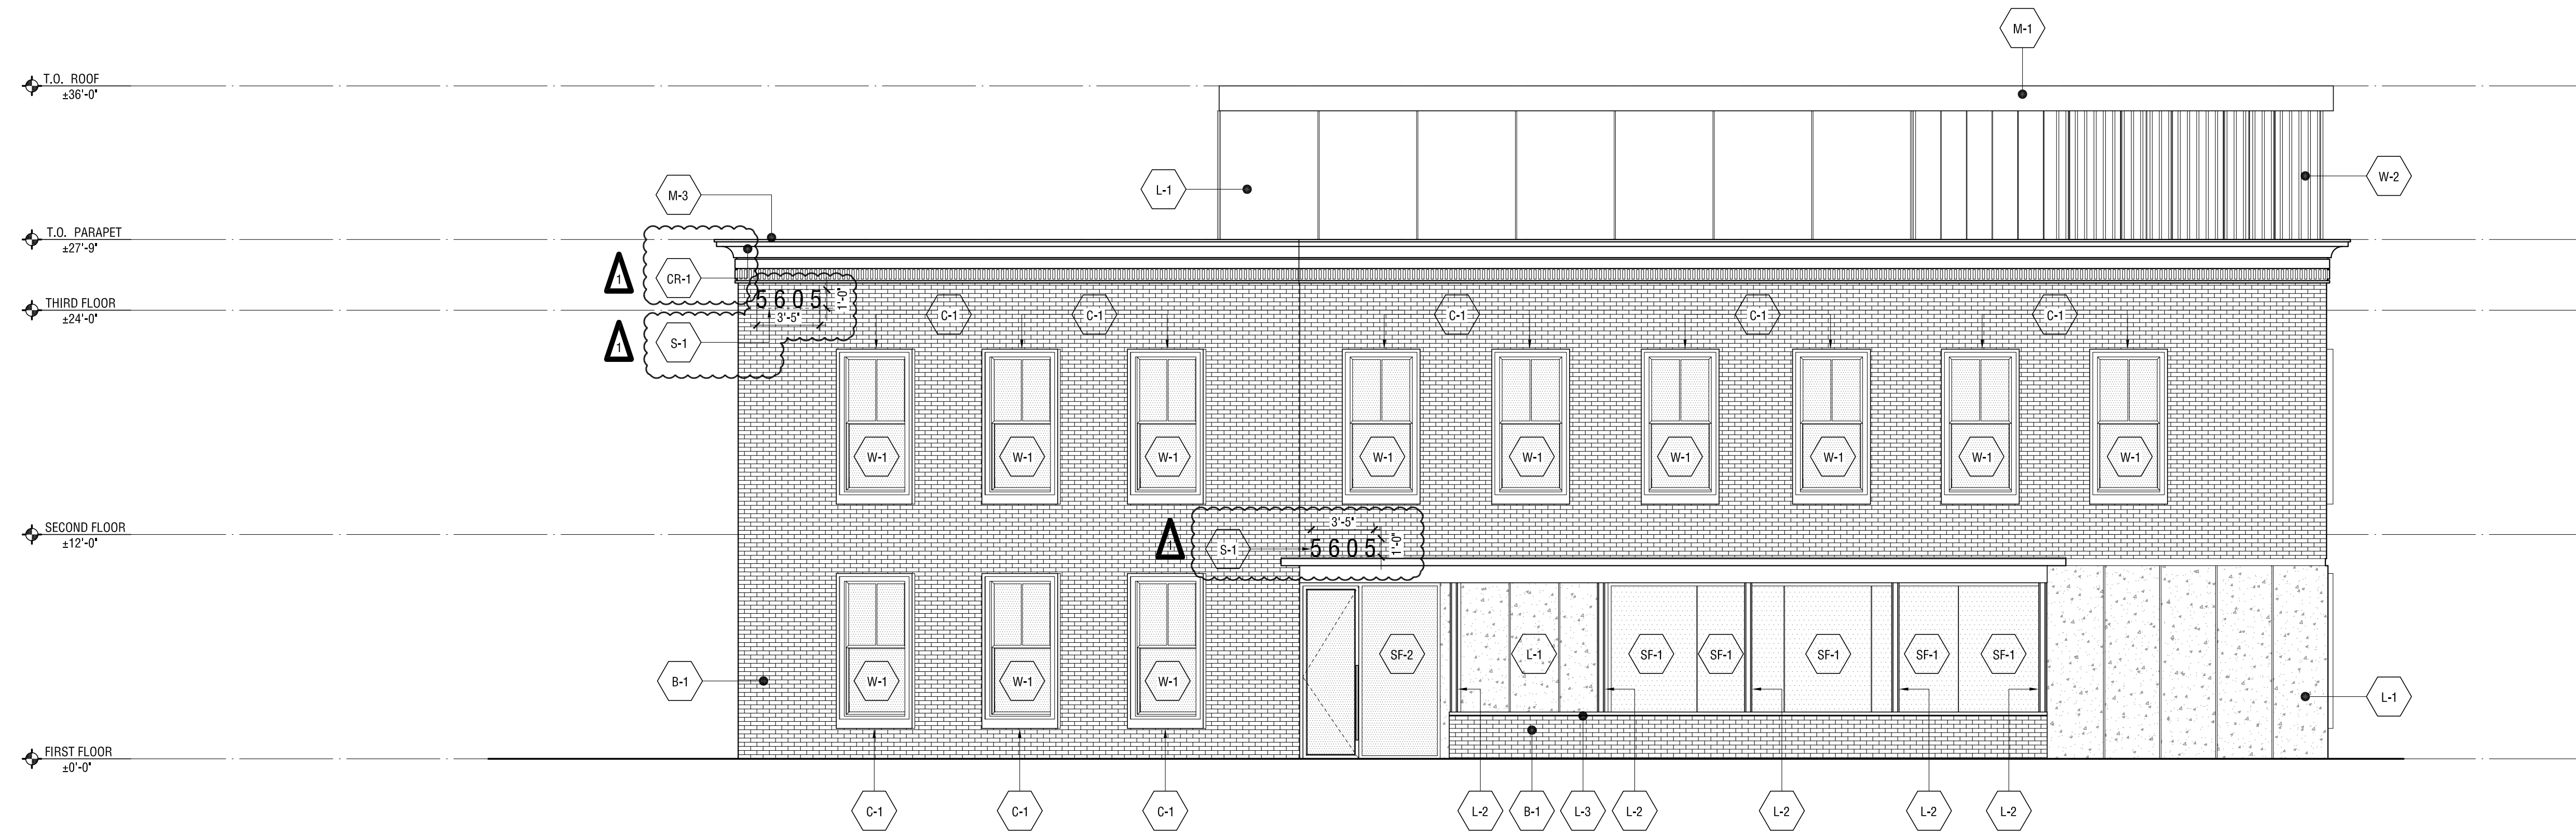 M-1
T.O. ROOF
±36'-0"
L-1
W-2
M-3
T.O. PARAPET
±27'-9"
1
CR-1
THIRD FLOOR
±24'-0"
5605
1'-0"
3'-5"
C-1
C-1
C-1
C-1
C-1
1
S-1
W-1
W-1
W-1
W-1
W-1
W-1
W-1
W-1
W-1
SECOND FLOOR
±12'-0"
1
S-1
3'-5"
5605
1'-0"
B-1
W-1
W-1
W-1
SF-2
L-1
SF-1
SF-1
SF-1
SF-1
SF-1
L-1
FIRST FLOOR
±0'-0"
C-1
C-1
C-1
L-2
B-1
L-3
L-2
L-2
L-2
L-2